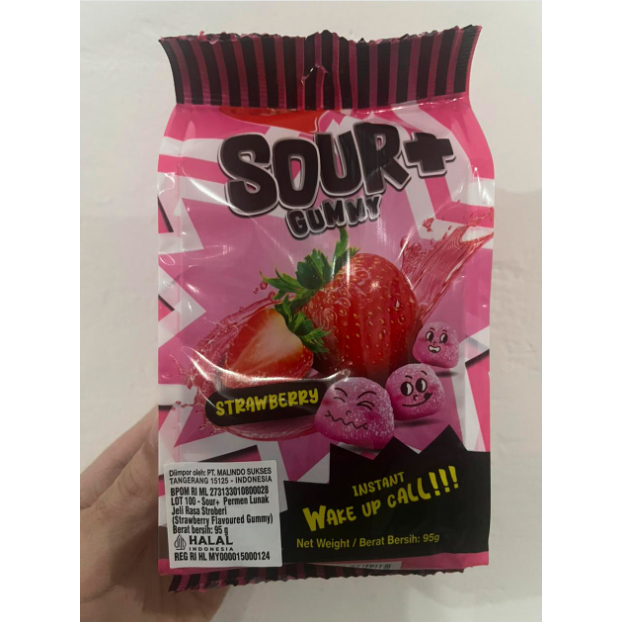 SOUR+
GUMMY
STRAWBERRY
INSTANT
WAKE UP CALL!!!
Net Weight / Berat Bersih: 95g
Diimpor oleh: PT. MALINDO SUKSES
TANGERANG 15125 - INDONESIA
BPOM RI ML 273133010800028
LOT 100 - Sour+ Permen Lunak
Jeli Rasa Stroberi
(Strawberry Flavoured Gummy)
Berat bersih: 95 g
HALAL
INDONESIA
REG RI HL MY000015000124